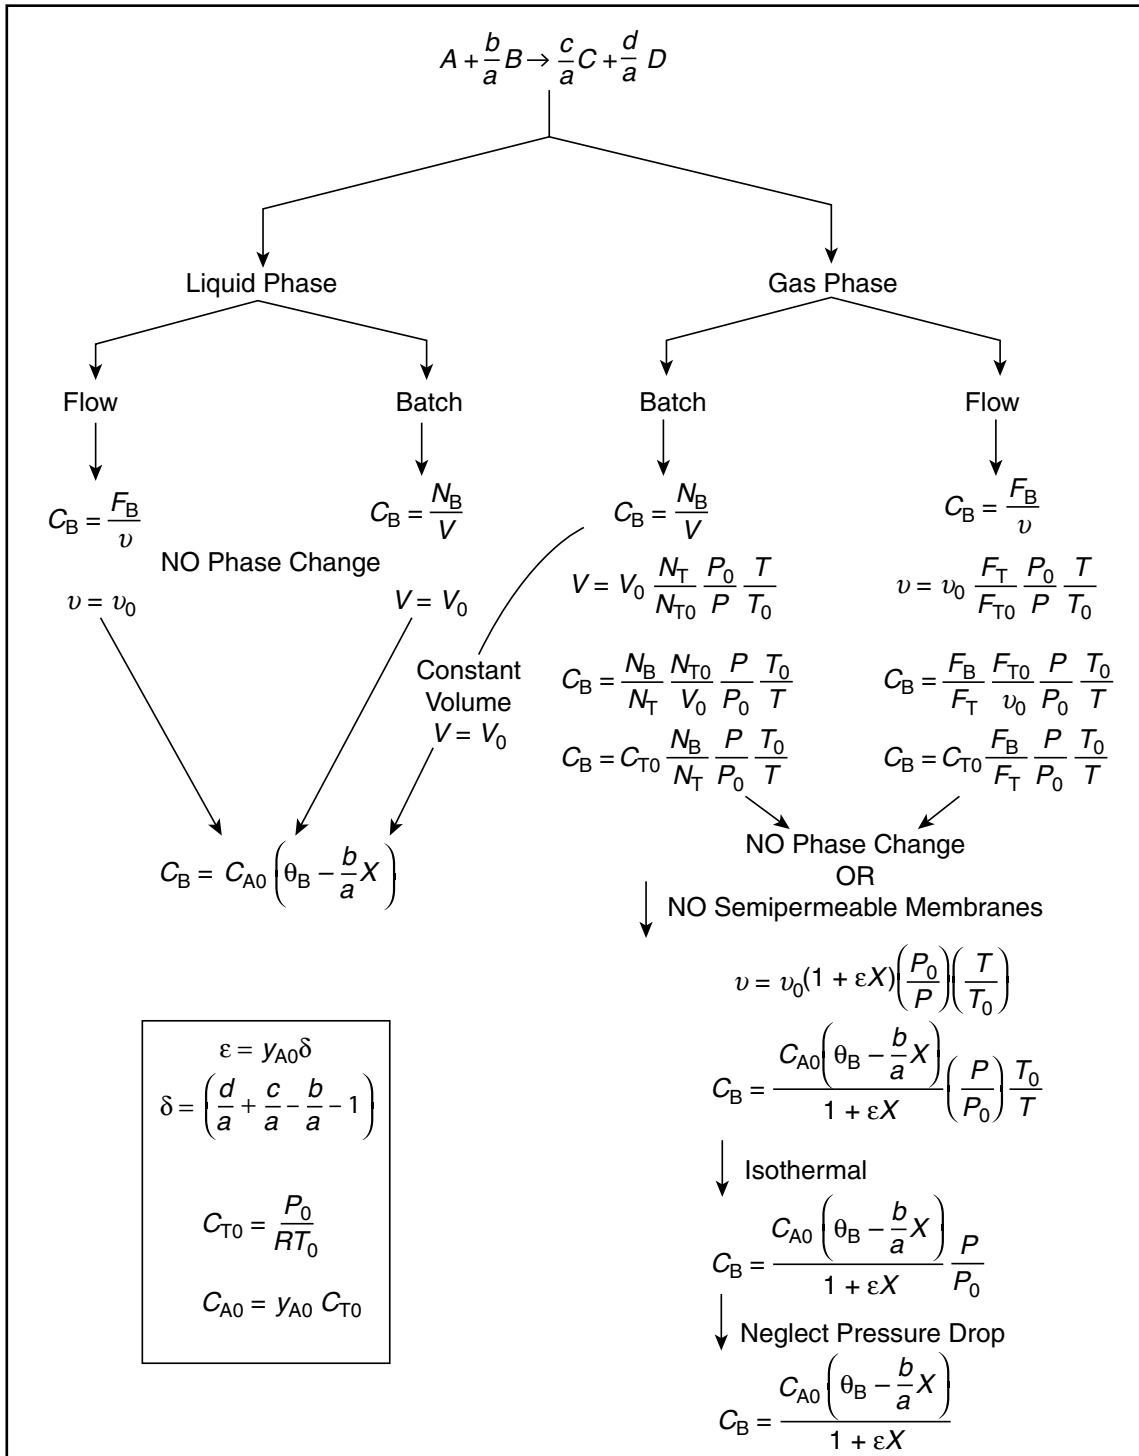 A + b/a B → c/a C + d/a D
Liquid Phase
Gas Phase
Flow
Batch
Batch
Flow
C_B = F_B/υ
C_B = N_B/V
C_B = N_B/V
C_B = F_B/υ
NO Phase Change
υ = υ_0
V = V_0
V = V_0 N_T/N_T0 P_0/P T/T_0
υ = υ_0 F_T/F_T0 P_0/P T/T_0
Constant
Volume
V = V_0
C_B = N_B/N_T N_T0/V_0 P/P_0 T_0/T
C_B = F_B/F_T F_T0/υ_0 P/P_0 T_0/T
C_B = C_T0 N_B/N_T P/P_0 T_0/T
C_B = C_T0 F_B/F_T P/P_0 T_0/T
C_B = C_A0 (θ_B − b/a X)
NO Phase Change
OR
NO Semipermeable Membranes
υ = υ_0(1 + εX)(P_0/P)(T/T_0)
C_B = C_A0(θ_B − b/a X)/(1 + εX) (P/P_0) T_0/T
Isothermal
C_B = C_A0 (θ_B − b/a X)/(1 + εX) P/P_0
Neglect Pressure Drop
C_B = C_A0 (θ_B − b/a X)/(1 + εX)
ε = y_A0 δ
δ = (d/a + c/a − b/a − 1)
C_T0 = P_0/RT_0
C_A0 = y_A0 C_T0